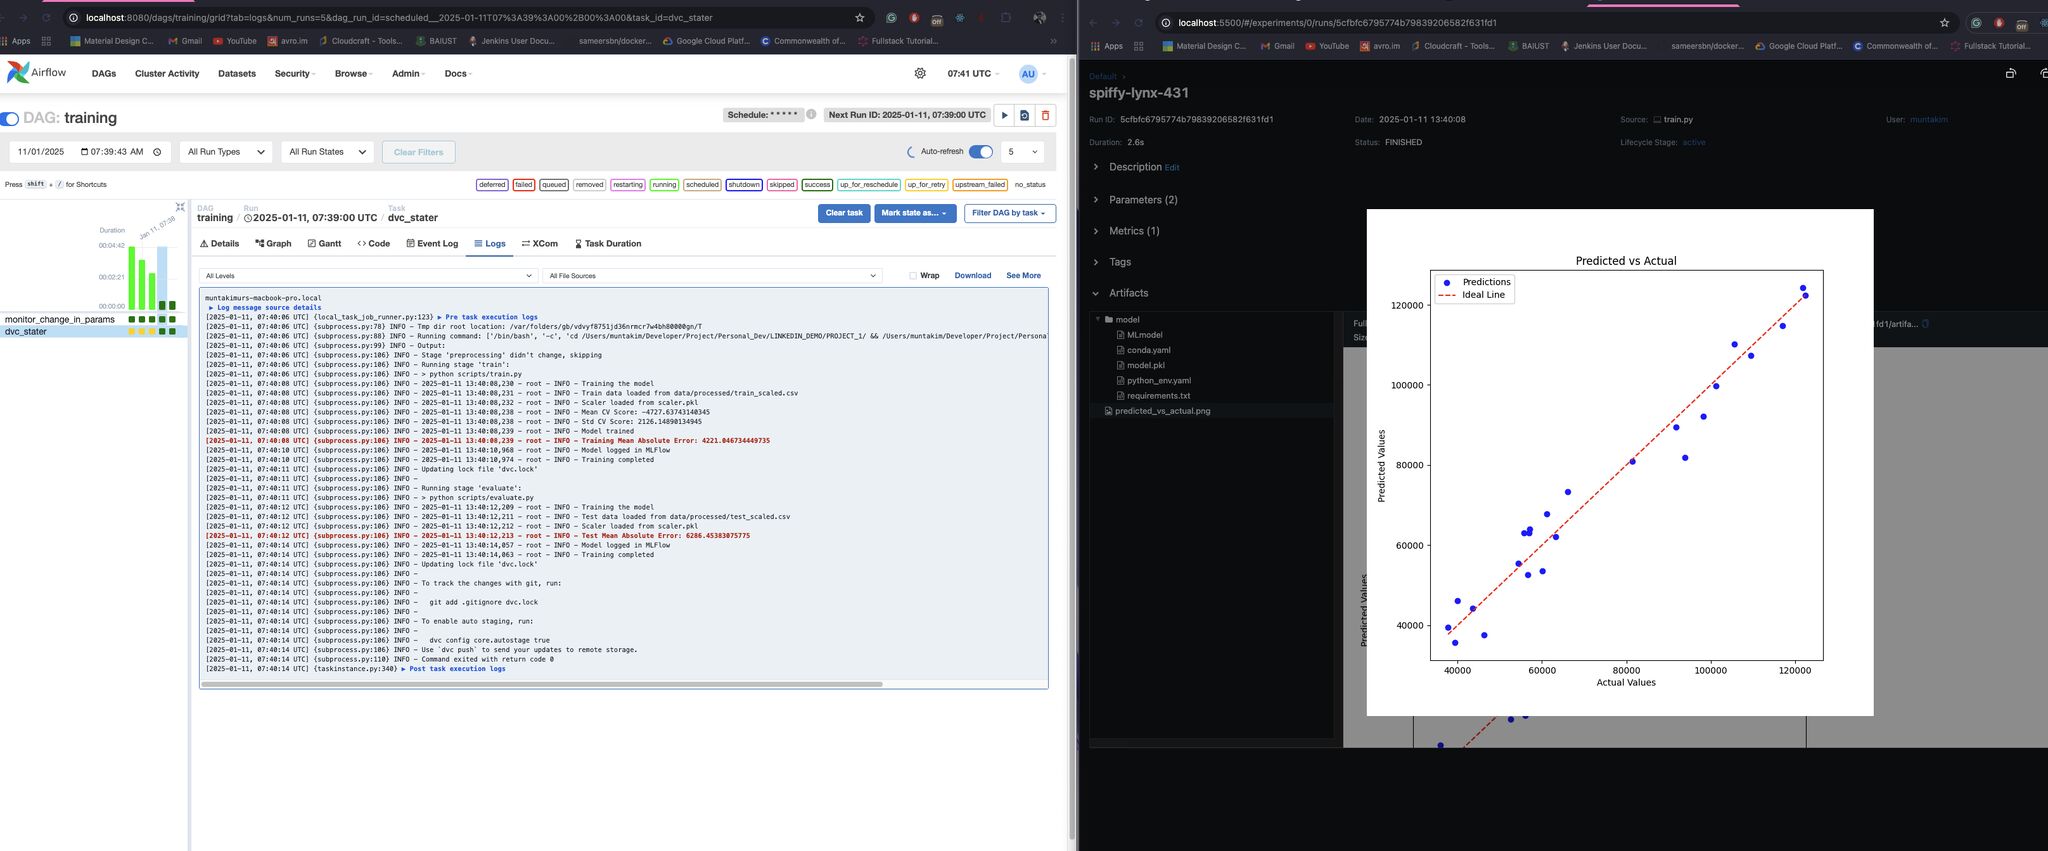 localhost:8080/dags/training/grid?tab=logs&num_runs=5&dag_run_id=scheduled__2025-01-11T07%3A39%3A00%2B00%3A00&task_id=dvc_stater
Off
Apps
Material Design C...
Gmail
YouTube
avro.im
Cloudcraft - Tools...
BAIUST
Jenkins User Docu...
sameersbn/docker...
Google Cloud Platf...
Commonwealth of...
Fullstack Tutorial...
»
Airflow
DAGs
Cluster Activity
Datasets
Security
Browse
Admin
Docs
07:41 UTC
AU
DAG: training
Schedule: * * * * *
Next Run ID: 2025-01-11, 07:39:00 UTC
11/01/2025
07:39:43 AM
All Run Types
All Run States
Clear Filters
Auto-refresh
5
Press shift + / for Shortcuts
deferred
failed
queued
removed
restarting
running
scheduled
shutdown
skipped
success
up_for_reschedule
up_for_retry
upstream_failed
no_status
Duration
Jan 11, 07:38
00:04:42
00:02:21
00:00:00
monitor_change_in_params
dvc_stater
DAG
training
/
Run
2025-01-11, 07:39:00 UTC
/
Task
dvc_stater
Clear task
Mark state as...
Filter DAG by task
Details
Graph
Gantt
Code
Event Log
Logs
XCom
Task Duration
All Levels
All File Sources
Wrap
Download
See More
muntakimurs-macbook-pro.local
▶ Log message source details
[2025-01-11, 07:40:06 UTC] {local_task_job_runner.py:123} ▶ Pre task execution logs
[2025-01-11, 07:40:06 UTC] {subprocess.py:78} INFO - Tmp dir root location: /var/folders/gb/vdvyf8751jd36nrmcr7w4bh80000gn/T
[2025-01-11, 07:40:06 UTC] {subprocess.py:88} INFO - Running command: ['/bin/bash', '-c', 'cd /Users/muntakim/Developer/Project/Personal_Dev/LINKEDIN_DEMO/PROJECT_1/ && /Users/muntakim/Developer/Project/Persona
[2025-01-11, 07:40:06 UTC] {subprocess.py:99} INFO - Output:
[2025-01-11, 07:40:06 UTC] {subprocess.py:106} INFO - Stage 'preprocessing' didn't change, skipping
[2025-01-11, 07:40:06 UTC] {subprocess.py:106} INFO - Running stage 'train':
[2025-01-11, 07:40:06 UTC] {subprocess.py:106} INFO - > python scripts/train.py
[2025-01-11, 07:40:08 UTC] {subprocess.py:106} INFO - 2025-01-11 13:40:08,230 - root - INFO - Training the model
[2025-01-11, 07:40:08 UTC] {subprocess.py:106} INFO - 2025-01-11 13:40:08,231 - root - INFO - Train data loaded from data/processed/train_scaled.csv
[2025-01-11, 07:40:08 UTC] {subprocess.py:106} INFO - 2025-01-11 13:40:08,232 - root - INFO - Scaler loaded from scaler.pkl
[2025-01-11, 07:40:08 UTC] {subprocess.py:106} INFO - 2025-01-11 13:40:08,238 - root - INFO - Mean CV Score: -4727.63743140345
[2025-01-11, 07:40:08 UTC] {subprocess.py:106} INFO - 2025-01-11 13:40:08,238 - root - INFO - Std CV Score: 2126.14890134945
[2025-01-11, 07:40:08 UTC] {subprocess.py:106} INFO - 2025-01-11 13:40:08,239 - root - INFO - Model trained
[2025-01-11, 07:40:08 UTC] {subprocess.py:106} INFO - 2025-01-11 13:40:08,239 - root - INFO - Training Mean Absolute Error: 4221.046734449735
[2025-01-11, 07:40:10 UTC] {subprocess.py:106} INFO - 2025-01-11 13:40:10,968 - root - INFO - Model logged in MLFlow
[2025-01-11, 07:40:10 UTC] {subprocess.py:106} INFO - 2025-01-11 13:40:10,974 - root - INFO - Training completed
[2025-01-11, 07:40:11 UTC] {subprocess.py:106} INFO - Updating lock file 'dvc.lock'
[2025-01-11, 07:40:11 UTC] {subprocess.py:106} INFO -
[2025-01-11, 07:40:11 UTC] {subprocess.py:106} INFO - Running stage 'evaluate':
[2025-01-11, 07:40:11 UTC] {subprocess.py:106} INFO - > python scripts/evaluate.py
[2025-01-11, 07:40:12 UTC] {subprocess.py:106} INFO - 2025-01-11 13:40:12,209 - root - INFO - Training the model
[2025-01-11, 07:40:12 UTC] {subprocess.py:106} INFO - 2025-01-11 13:40:12,211 - root - INFO - Test data loaded from data/processed/test_scaled.csv
[2025-01-11, 07:40:12 UTC] {subprocess.py:106} INFO - 2025-01-11 13:40:12,212 - root - INFO - Scaler loaded from scaler.pkl
[2025-01-11, 07:40:12 UTC] {subprocess.py:106} INFO - 2025-01-11 13:40:12,213 - root - INFO - Test Mean Absolute Error: 6286.45383075775
[2025-01-11, 07:40:14 UTC] {subprocess.py:106} INFO - 2025-01-11 13:40:14,057 - root - INFO - Model logged in MLFlow
[2025-01-11, 07:40:14 UTC] {subprocess.py:106} INFO - 2025-01-11 13:40:14,063 - root - INFO - Training completed
[2025-01-11, 07:40:14 UTC] {subprocess.py:106} INFO - Updating lock file 'dvc.lock'
[2025-01-11, 07:40:14 UTC] {subprocess.py:106} INFO -
[2025-01-11, 07:40:14 UTC] {subprocess.py:106} INFO - To track the changes with git, run:
[2025-01-11, 07:40:14 UTC] {subprocess.py:106} INFO -
[2025-01-11, 07:40:14 UTC] {subprocess.py:106} INFO - git add .gitignore dvc.lock
[2025-01-11, 07:40:14 UTC] {subprocess.py:106} INFO -
[2025-01-11, 07:40:14 UTC] {subprocess.py:106} INFO - To enable auto staging, run:
[2025-01-11, 07:40:14 UTC] {subprocess.py:106} INFO -
[2025-01-11, 07:40:14 UTC] {subprocess.py:106} INFO - dvc config core.autostage true
[2025-01-11, 07:40:14 UTC] {subprocess.py:106} INFO - Use `dvc push` to send your updates to remote storage.
[2025-01-11, 07:40:14 UTC] {subprocess.py:110} INFO - Command exited with return code 0
[2025-01-11, 07:40:14 UTC] {taskinstance.py:340} ▶ Post task execution logs
localhost:5500/#/experiments/0/runs/5cfbfc6795774b79839206582f631fd1
Off
Apps
Material Design C...
Gmail
YouTube
avro.im
Cloudcraft - Tools...
BAIUST
Jenkins User Docu...
sameersbn/docker...
Google Cloud Platf...
Commonwealth of...
Fullstack Tutorial...
Default >
spiffy-lynx-431
Run ID: 5cfbfc6795774b79839206582f631fd1
Date: 2025-01-11 13:40:08
Source: train.py
User: muntakim
Duration: 2.6s
Status: FINISHED
Lifecycle Stage: active
Description Edit
Parameters (2)
Metrics (1)
Tags
Artifacts
model
MLmodel
conda.yaml
model.pkl
python_env.yaml
requirements.txt
predicted_vs_actual.png
Full
Size
1fd1/artifa...
Predicted Values
Predicted vs Actual
Predictions
Ideal Line
Predicted Values
120000
100000
80000
60000
40000
40000
60000
80000
100000
120000
Actual Values